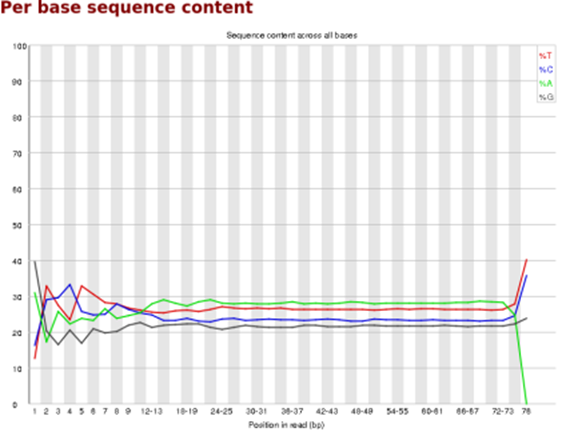 Per base sequence content
Sequence content across all bases
100
90
80
70
60
50
40
30
20
10
0
%T
%C
%A
%G
1 2 3 4 5 6 7 8 9 12-13 18-19 24-25 30-31 36-37 42-43 48-49 54-55 60-61 66-67 72-73 76
Position in read (bp)